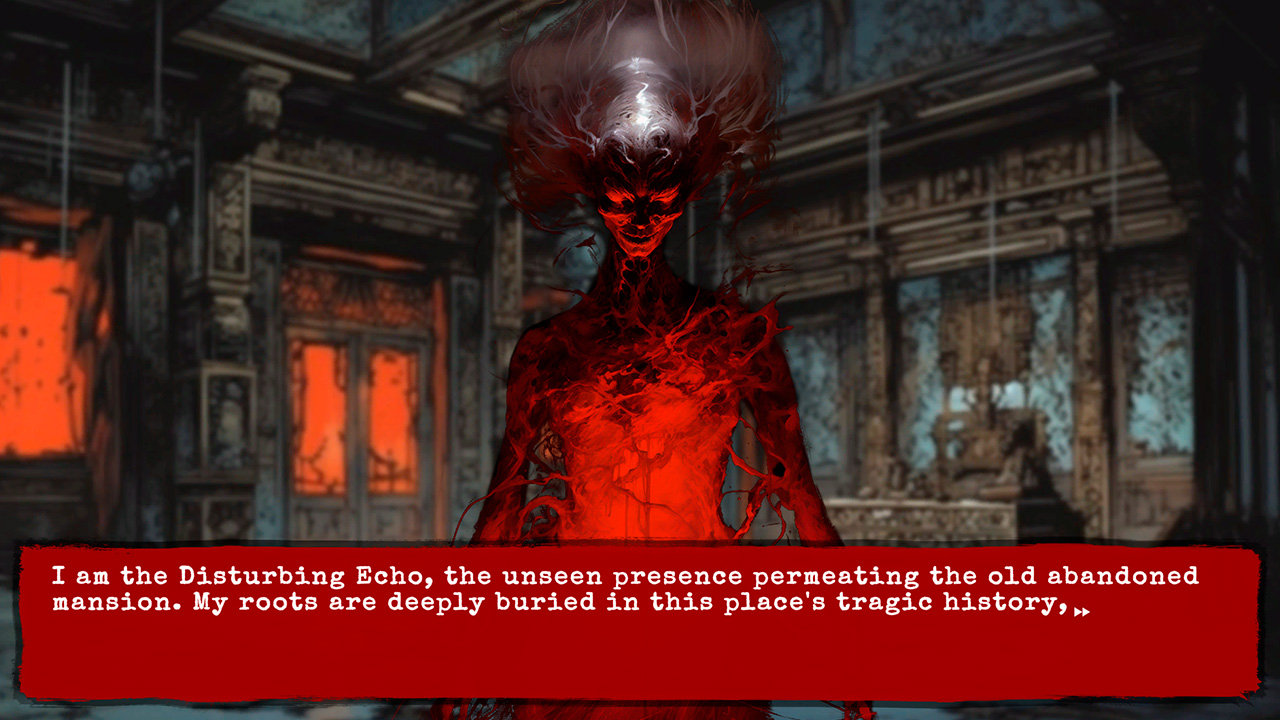 I am the Disturbing Echo, the unseen presence permeating the old abandoned
mansion. My roots are deeply buried in this place's tragic history,